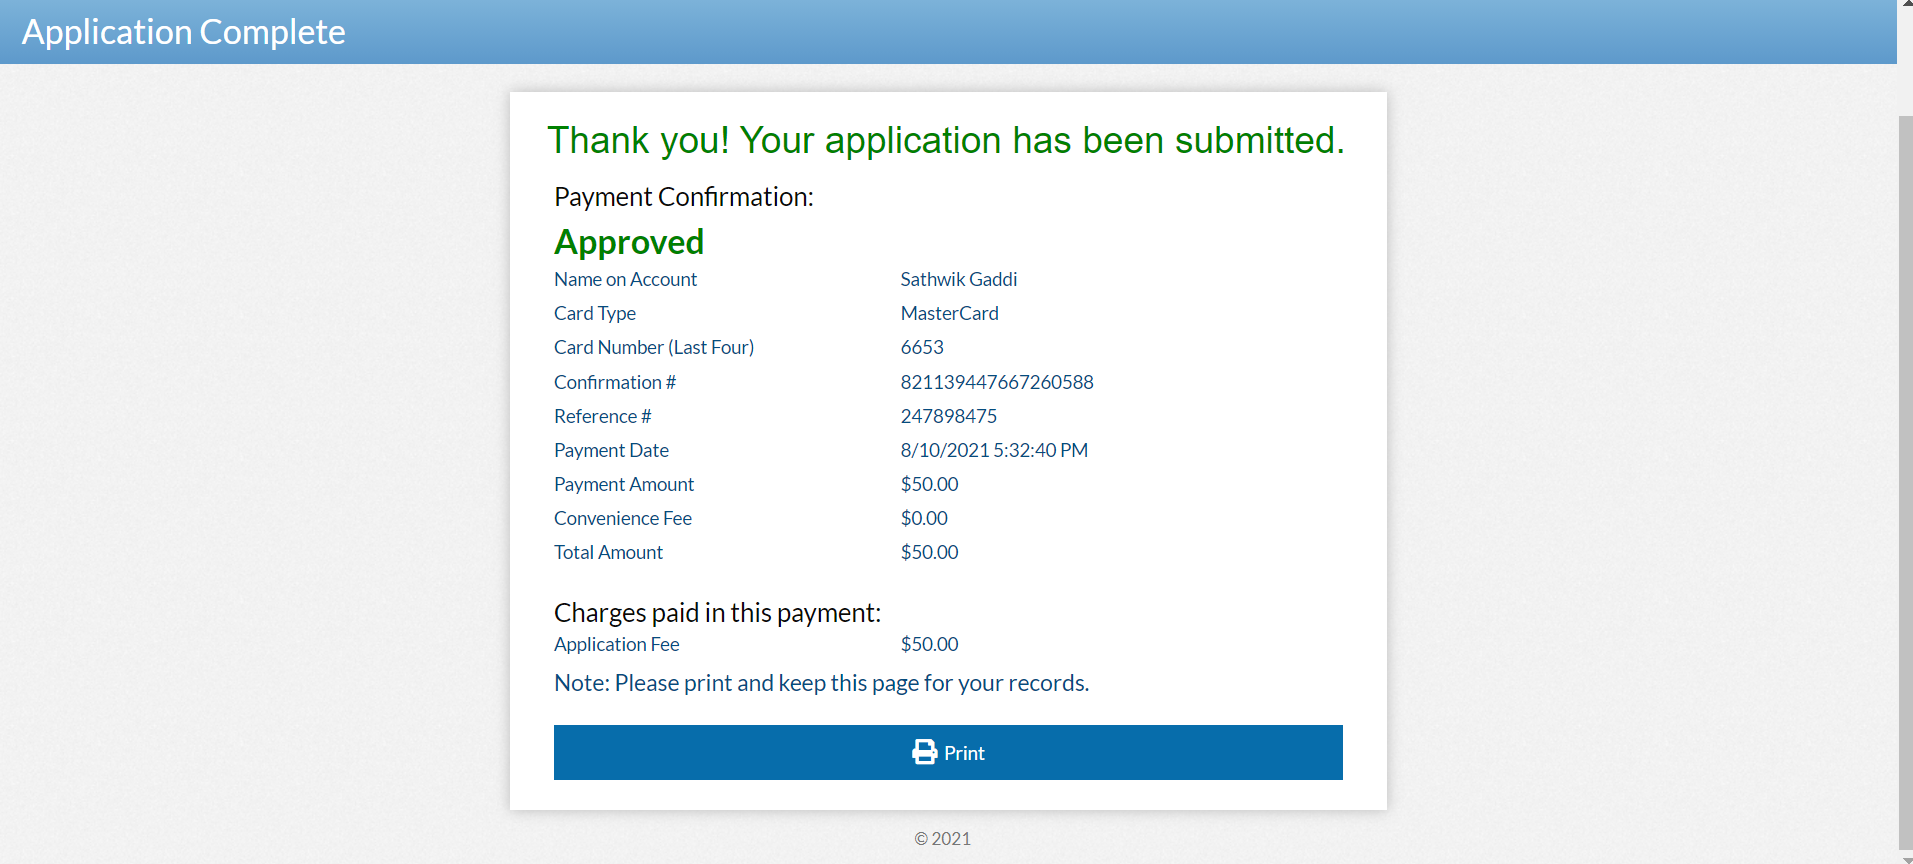 Application Complete
Thank you! Your application has been submitted.
Payment Confirmation:
Approved
Name on Account Sathwik Gaddi
Card Type MasterCard
Card Number (Last Four) 6653
Confirmation # 821139447667260588
Reference # 247898475
Payment Date 8/10/2021 5:32:40 PM
Payment Amount $50.00
Convenience Fee $0.00
Total Amount $50.00
Charges paid in this payment:
Application Fee $50.00
Note: Please print and keep this page for your records.
Print
© 2021